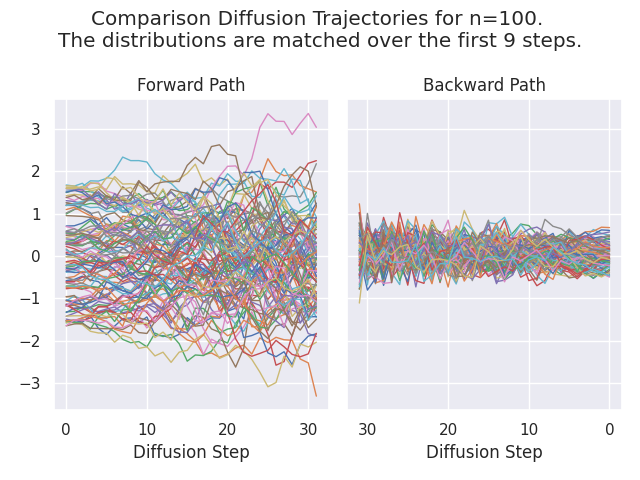 Comparison Diffusion Trajectories for n=100.
The distributions are matched over the first 9 steps.
Forward Path
Backward Path
3
2
1
0
−1
−2
−3
0 10 20 30
30 20 10 0
Diffusion Step
Diffusion Step